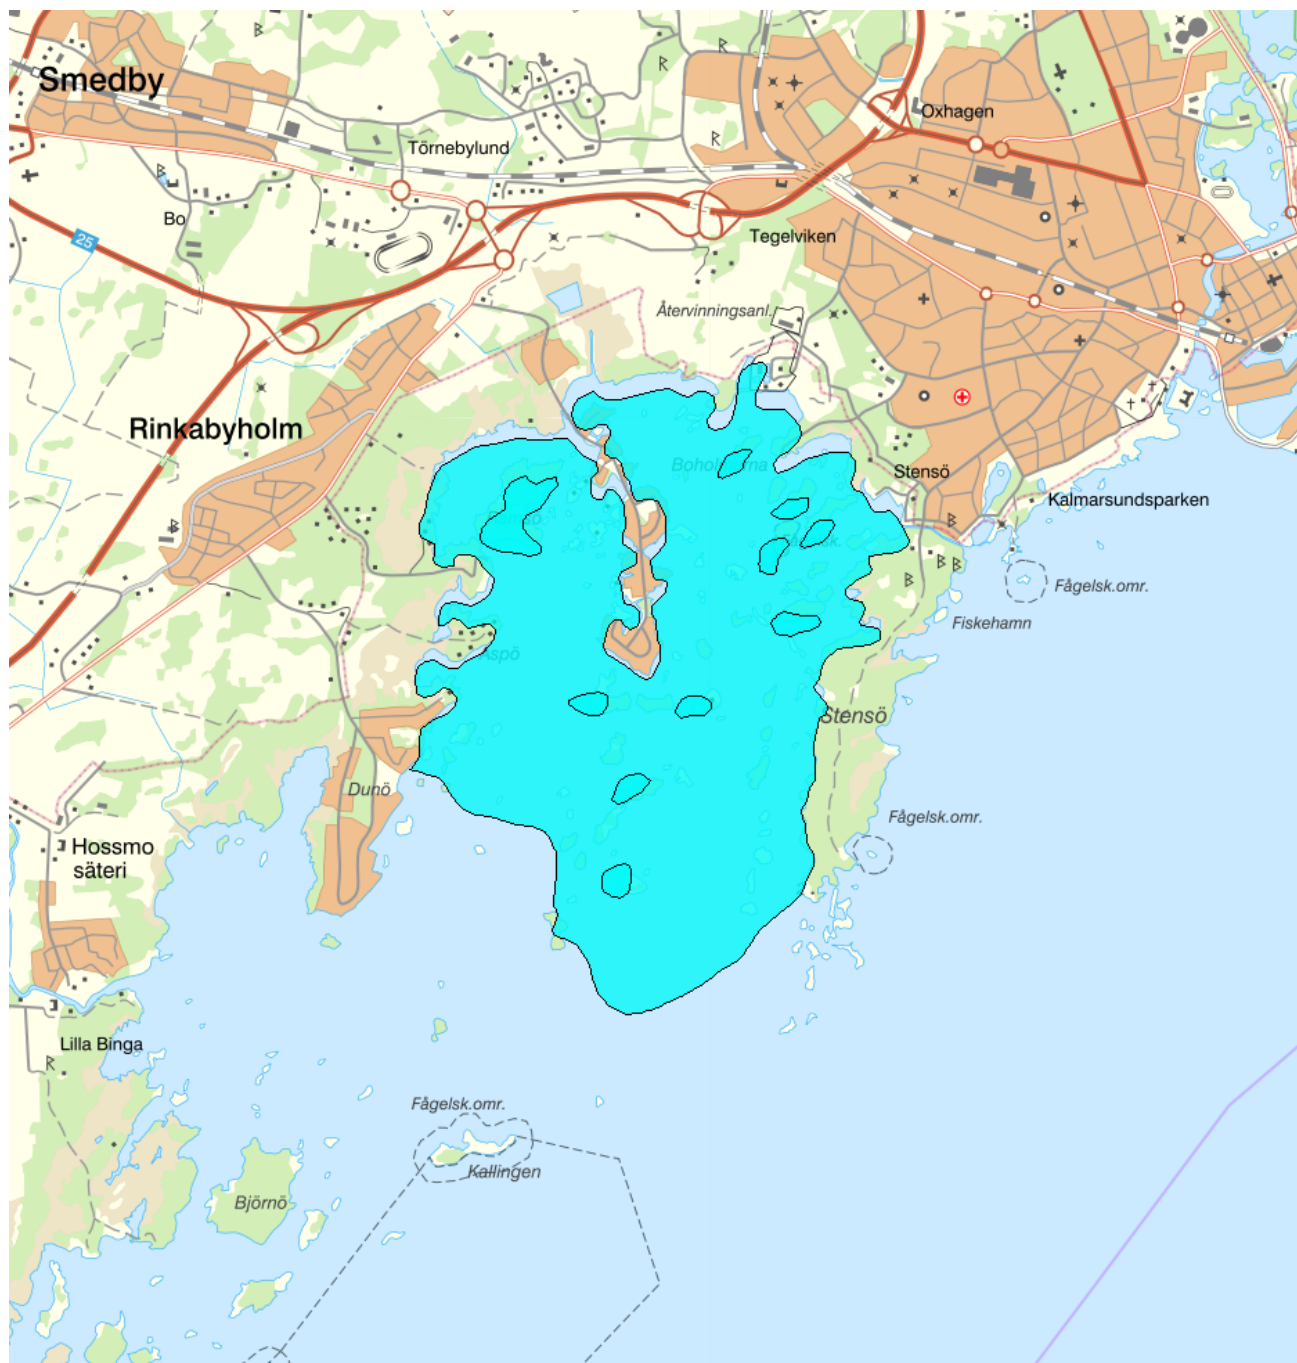 Smedby
Oxhagen
Törnebylund
Bo
25
Tegelviken
Återvinningsanl.
Rinkabyholm
Stensö
Kalmarsundsparken
Fågelsk.omr.
Fiskehamn
Aspö
Stensö
Dunö
Fågelsk.omr.
Hossmo
säteri
Lilla Binga
Fågelsk.omr.
Kallingen
Björnö